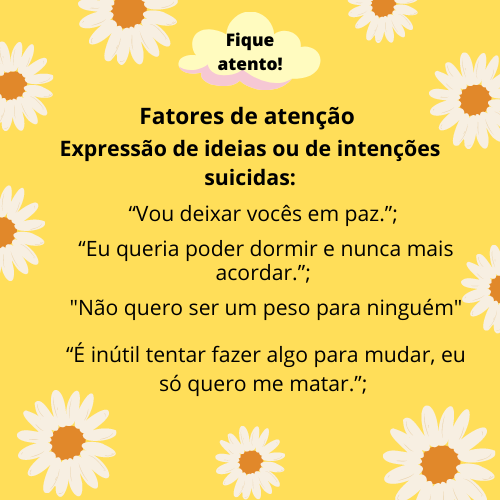 Fique
atento!
Fatores de atenção
Expressão de ideias ou de intenções
suicidas:
“Vou deixar vocês em paz.”;
“Eu queria poder dormir e nunca mais
acordar.”;
"Não quero ser um peso para ninguém"
“É inútil tentar fazer algo para mudar, eu
só quero me matar.”;